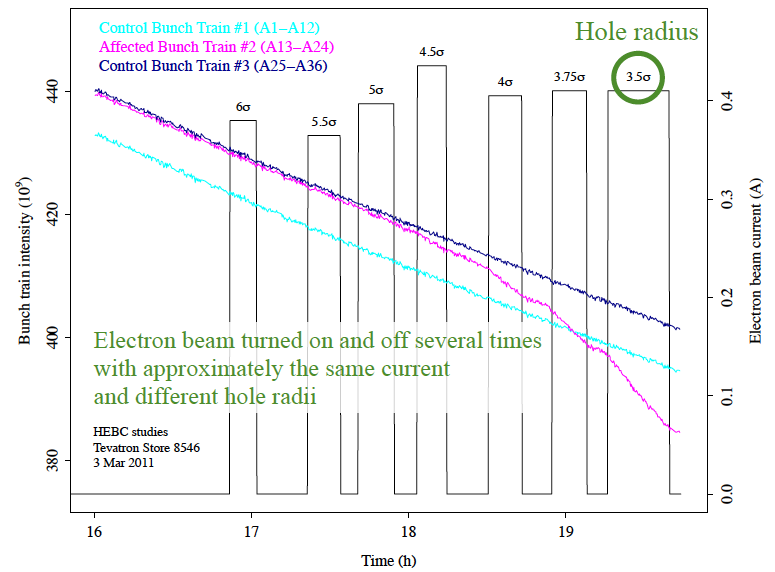 Control Bunch Train #1 (A1–A12)
Affected Bunch Train #2 (A13–A24)
Control Bunch Train #3 (A25–A36)
Hole radius
6σ
5.5σ
5σ
4.5σ
4σ
3.75σ
3.5σ
Bunch train intensity (10⁹)
440
420
400
380
Electron beam current (A)
0.4
0.3
0.2
0.1
0.0
Electron beam turned on and off several times
with approximately the same current
and different hole radii
HEBC studies
Tevatron Store 8546
3 Mar 2011
16
17
18
19
Time (h)